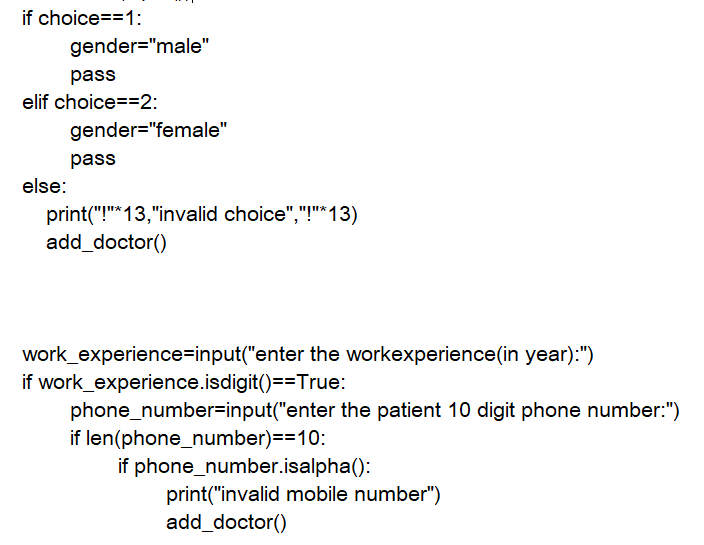 if choice==1:
gender="male"
pass
elif choice==2:
gender="female"
pass
else:
print("!"*13,"invalid choice","!"*13)
add_doctor()
work_experience=input("enter the workexperience(in year):")
if work_experience.isdigit()==True:
phone_number=input("enter the patient 10 digit phone number:")
if len(phone_number)==10:
if phone_number.isalpha():
print("invalid mobile number")
add_doctor()